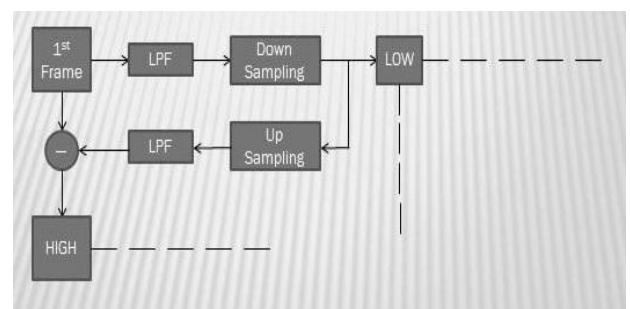 1st
Frame
LPF
Down
Sampling
LOW
–
LPF
Up
Sampling
HIGH